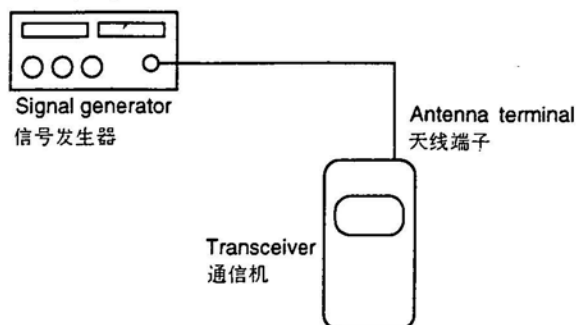 Signal generator
信号发生器
Antenna terminal
天线端子
Transceiver
通信机